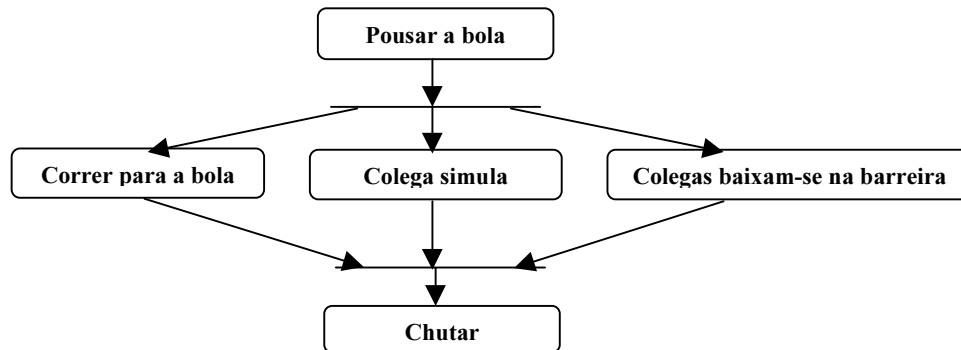 Pousar a bola
Correr para a bola
Colega simula
Colegas baixam-se na barreira
Chutar